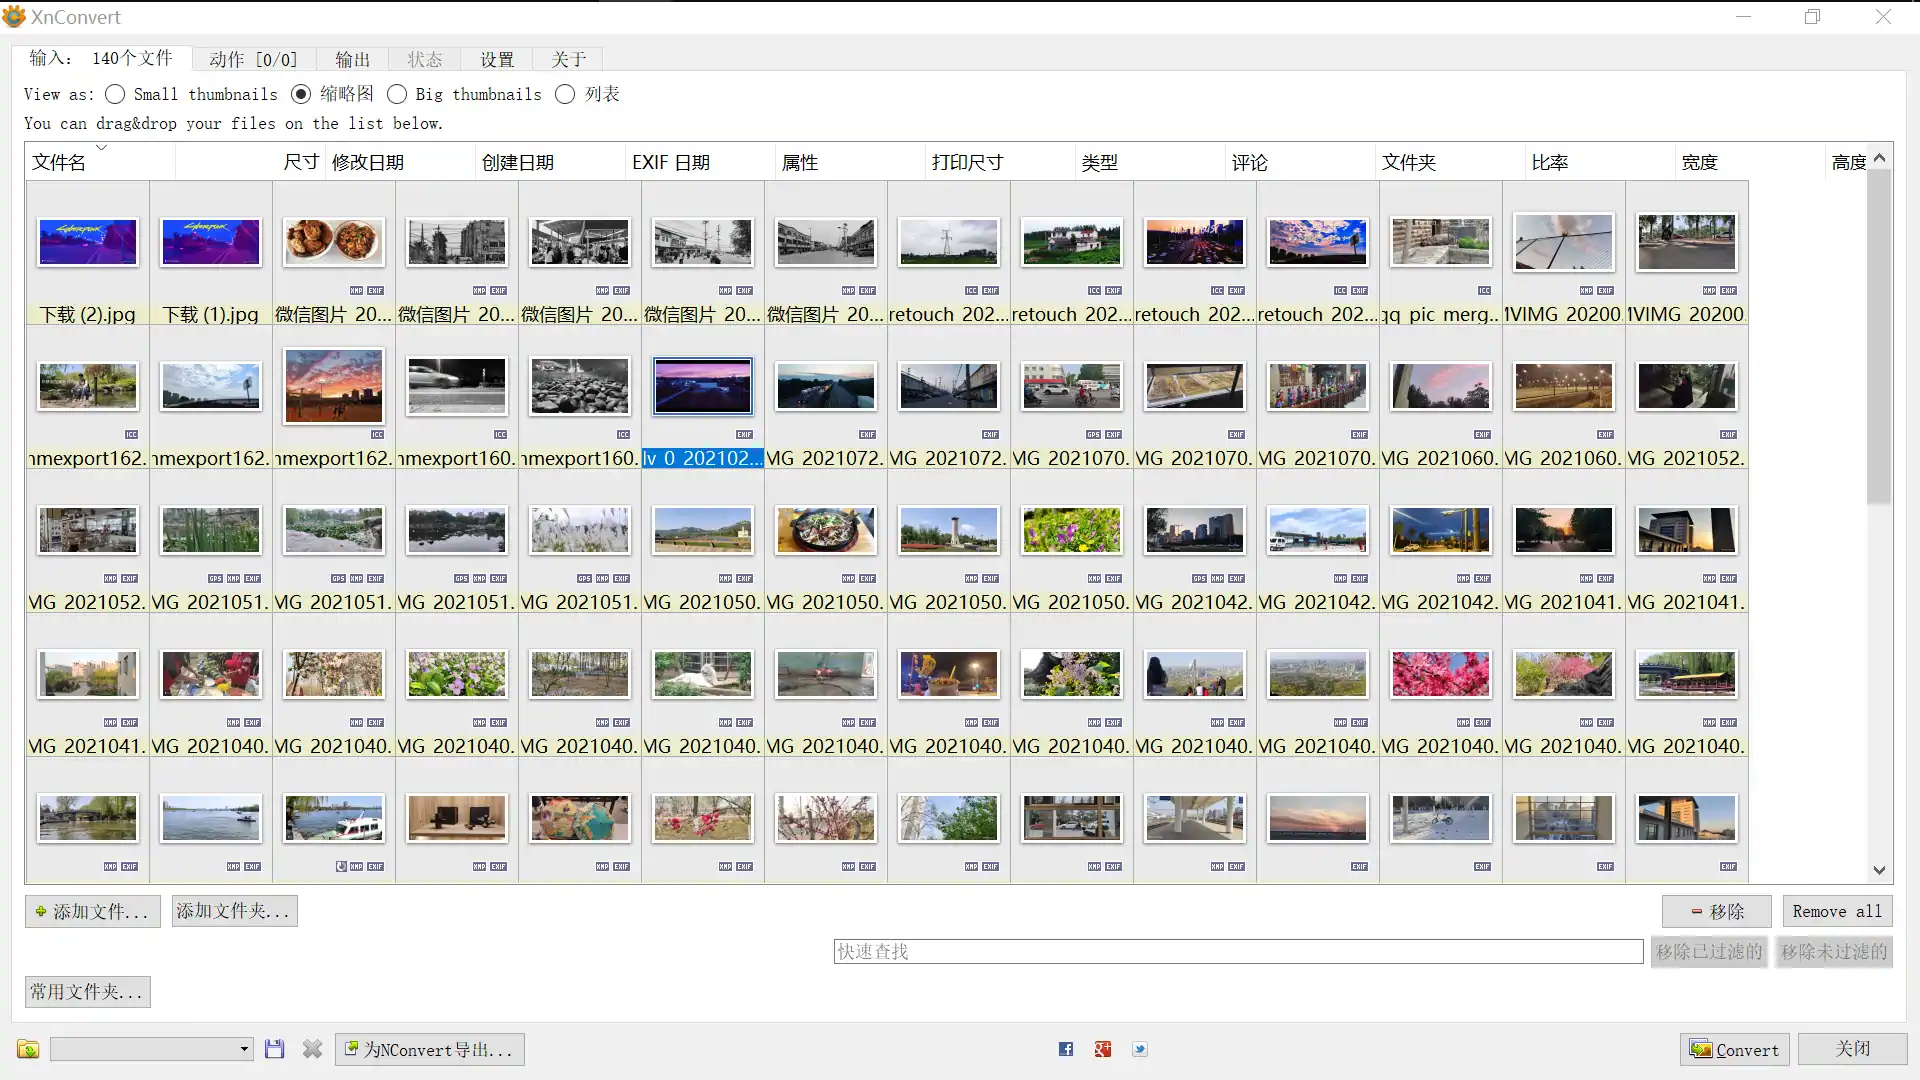 XnConvert
输入: 140个文件 动作 [0/0] 输出 状态 设置 关于
View as: Small thumbnails 缩略图 Big thumbnails 列表
You can drag&drop your files on the list below.
文件名 尺寸 修改日期 创建日期 EXIF 日期 属性 打印尺寸 类型 评论 文件夹 比率 宽度 高度
下载 (2).jpg 下载 (1).jpg 微信图片 20... 微信图片 20... 微信图片 20... 微信图片 20... 微信图片 20... retouch 202... retouch 202... retouch 202... retouch 202... qq pic merg... MVIMG 20200 MVIMG 20200
nmexport162. nmexport162. nmexport162. nmexport160. nmexport160. lv 0 202102... MG 2021072. MG 2021072. MG 2021070. MG 2021070. MG 2021070. MG 2021060. MG 2021060. MG 2021052.
MG 2021052. MG 2021051. MG 2021051. MG 2021051. MG 2021051. MG 2021050. MG 2021050. MG 2021050. MG 2021050. MG 2021042. MG 2021042. MG 2021042. MG 2021041. MG 2021041.
MG 2021041. MG 2021040. MG 2021040. MG 2021040. MG 2021040. MG 2021040. MG 2021040. MG 2021040. MG 2021040. MG 2021040. MG 2021040. MG 2021040. MG 2021040. MG 2021040.
添加文件... 添加文件夹... 移除 Remove all
快速查找 移除已过滤的 移除未过滤的
常用文件夹...
为NConvert导出... Convert 关闭